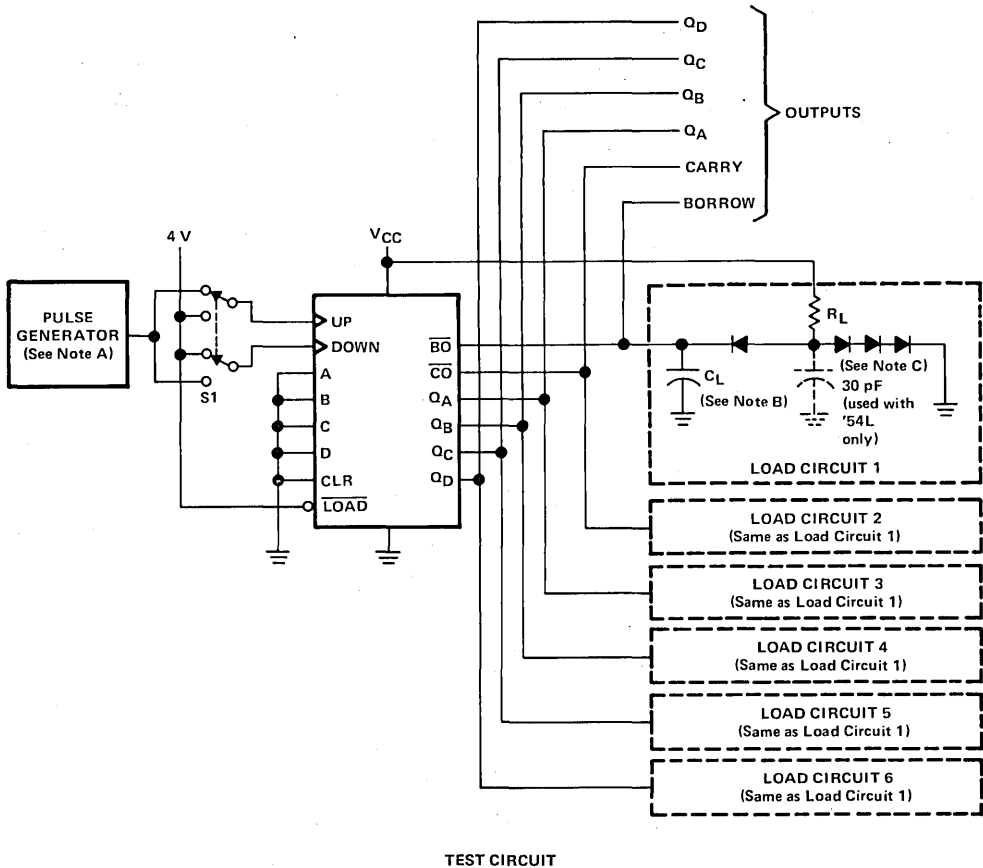 QD
QC
QB
QA
CARRY
BORROW
OUTPUTS
4 V
VCC
PULSE
GENERATOR
(See Note A)
S1
UP
DOWN
A
B
C
D
CLR
LOAD
BO
CO
QA
QB
QC
QD
RL
CL
(See Note B)
(See Note C)
30 pF
(used with
'54L
only)
LOAD CIRCUIT 1
LOAD CIRCUIT 2
(Same as Load Circuit 1)
LOAD CIRCUIT 3
(Same as Load Circuit 1)
LOAD CIRCUIT 4
(Same as Load Circuit 1)
LOAD CIRCUIT 5
(Same as Load Circuit 1)
LOAD CIRCUIT 6
(Same as Load Circuit 1)
TEST CIRCUIT